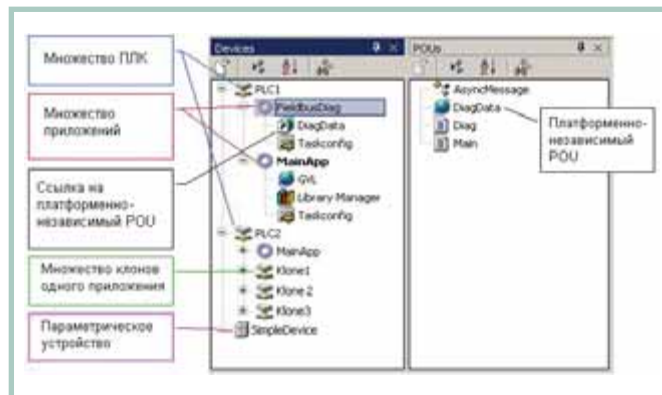 Множество ПЛК
Множество
приложений
Ссылка на
платформенно-
независимый POU
Множество клонов
одного приложения
Параметрическое
устройство
Devices
PLC1
FieldbusDiag
DiagData
Taskconfig
MainApp
GVL
Library Manager
Taskconfig
PLC2
MainApp
Klone1
Klone2
Klone3
SimpleDevice
POUs
AsyncMessage
DiagData
Diag
Main
Платформенно-
независимый
POU